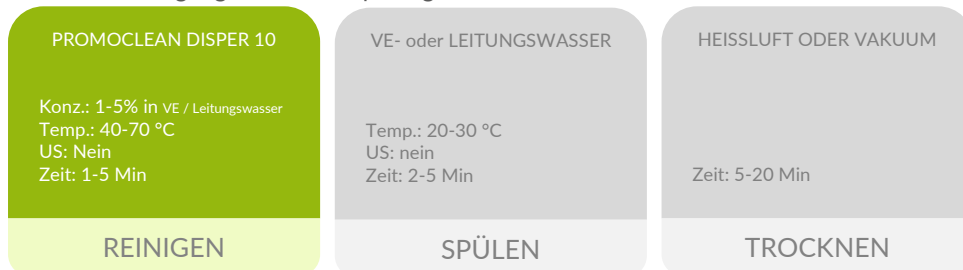 PROMOCLEAN DISPER 10
Konz.: 1-5% in VE / Leitungswasser
Temp.: 40-70 °C
US: Nein
Zeit: 1-5 Min
REINIGEN
VE- oder LEITUNGSWASSER
Temp.: 20-30 °C
US: nein
Zeit: 2-5 Min
SPÜLEN
HEISSLUFT ODER VAKUUM
Zeit: 5-20 Min
TROCKNEN